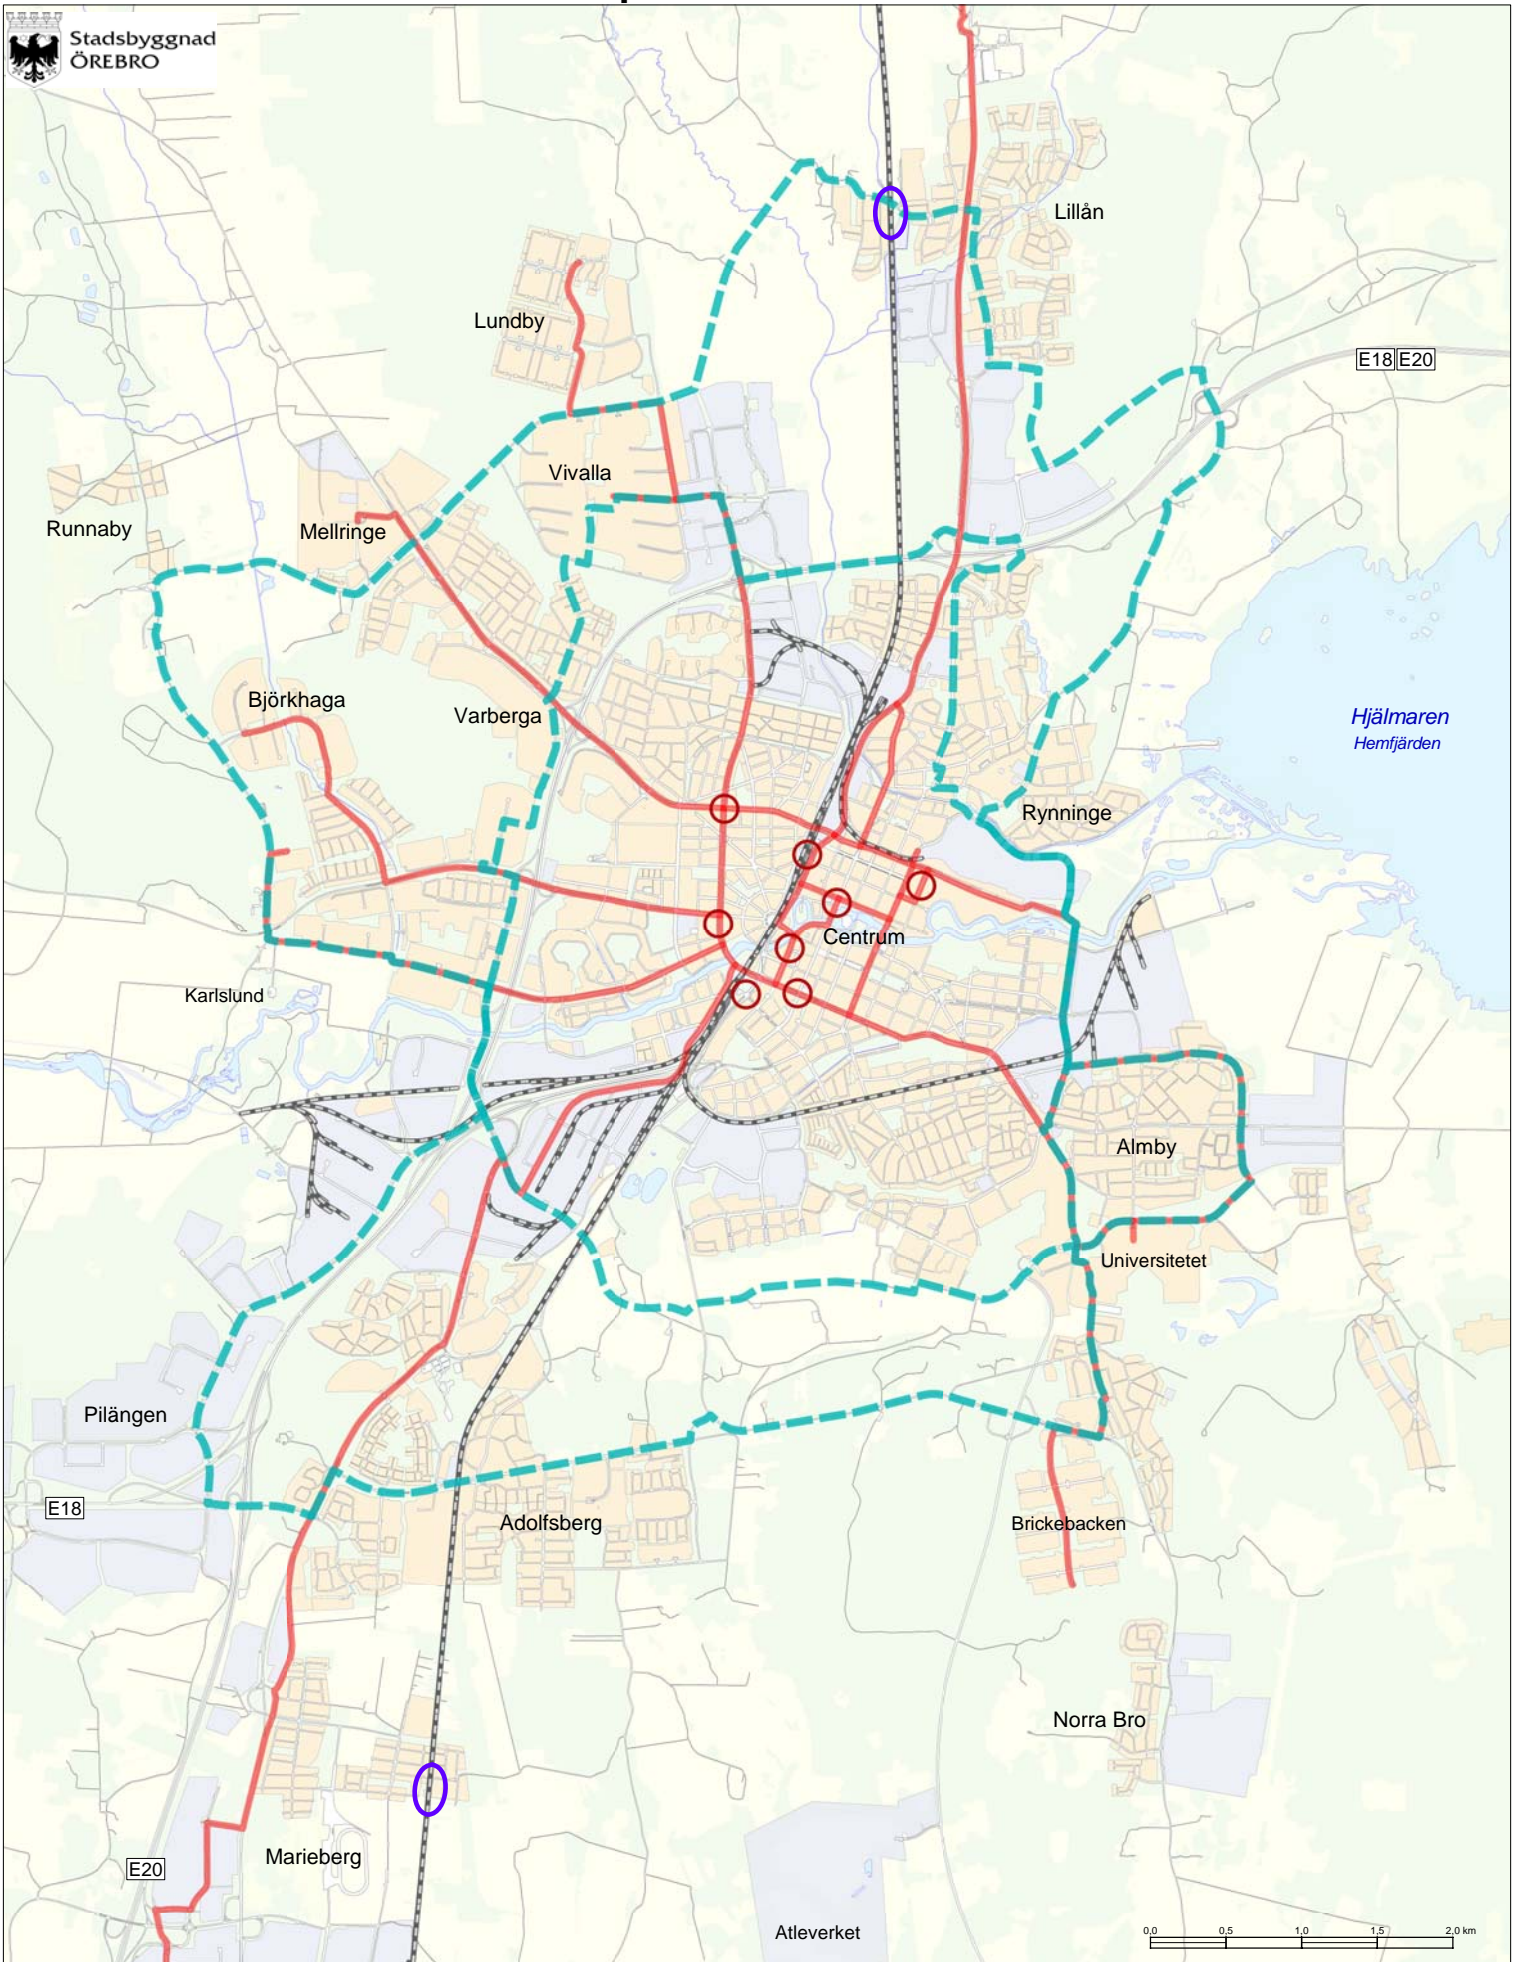 Stadsbyggnad
ÖREBRO
Lillån
Lundby
E18 E20
Vivalla
Runnaby
Mellringe
Björkhaga
Varberga
Hjälmaren
Hemfjärden
Rynninge
Centrum
Karlslund
Almby
Universitetet
Pilängen
E18
Adolfsberg
Brickebacken
Norra Bro
Marieberg
E20
Atleverket
0,0 0,5 1,0 1,5 2,0 km